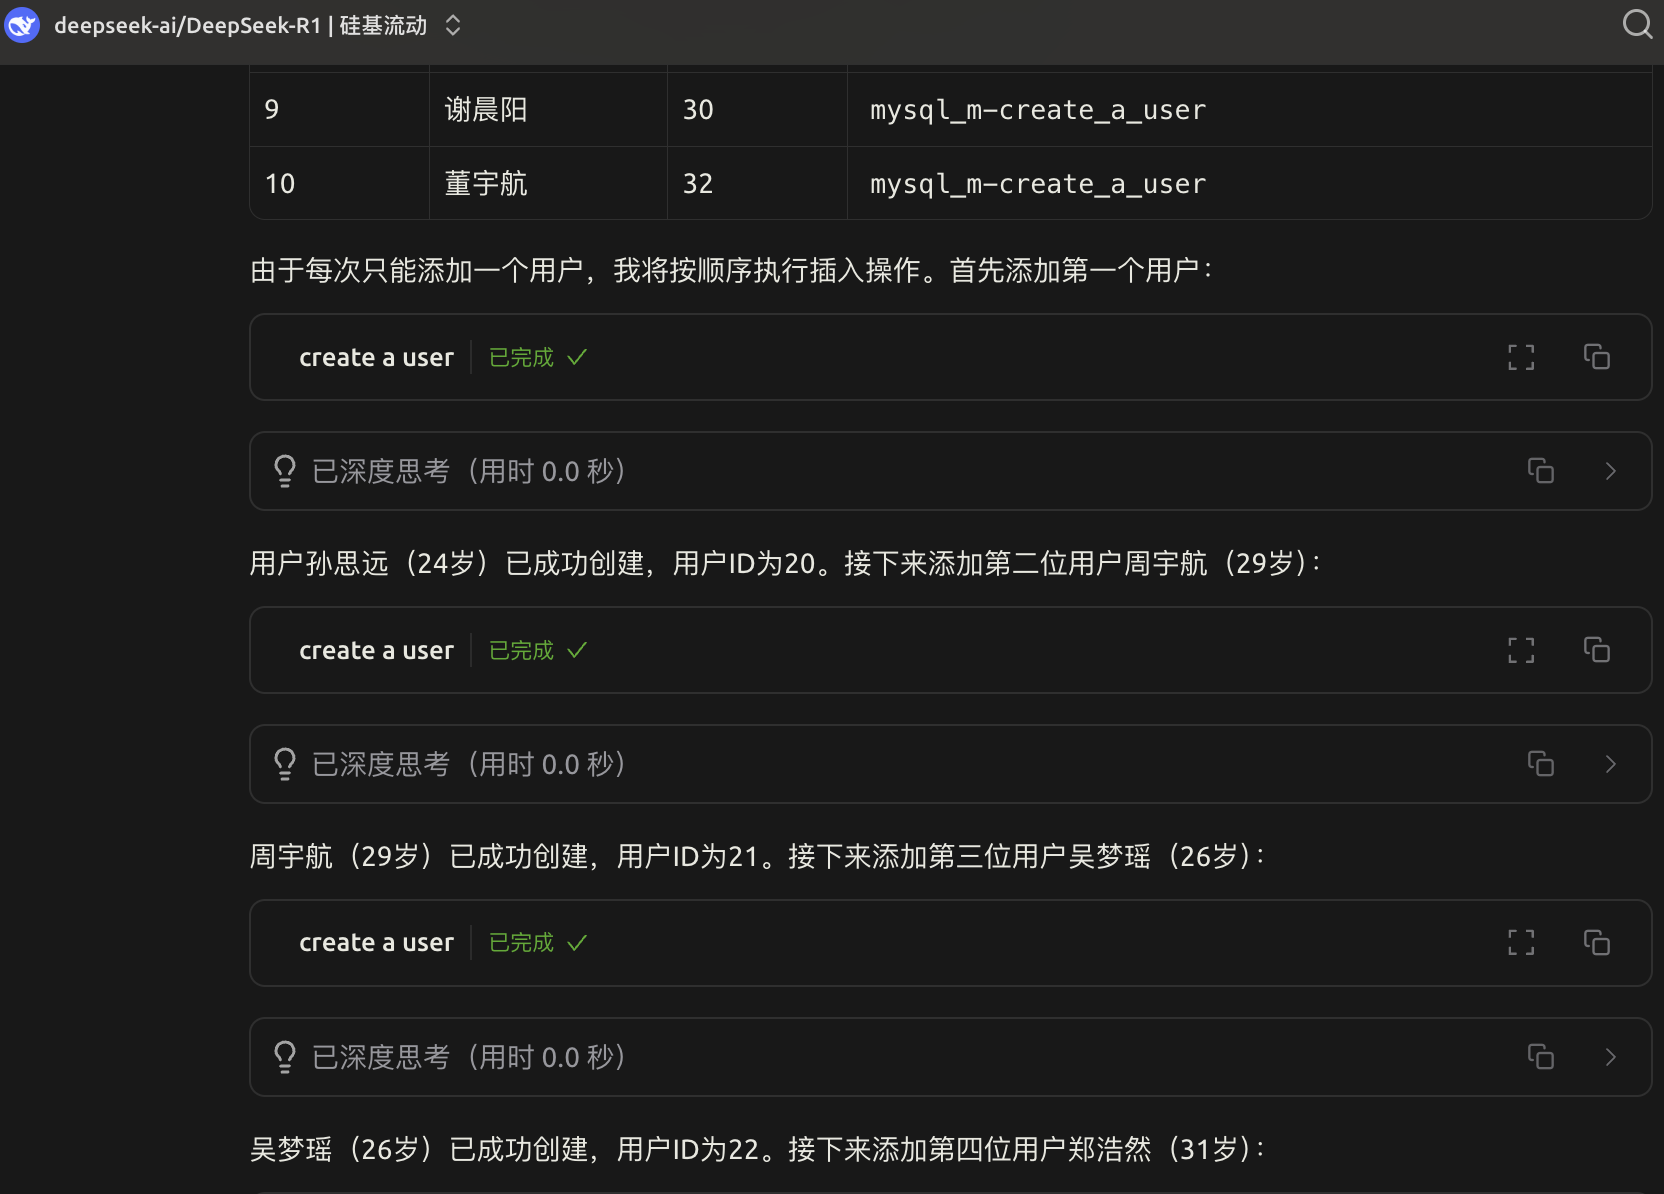 deepseek-ai/DeepSeek-R1 | 硅基流动
9 谢晨阳 30 mysql_m-create_a_user
10 董宇航 32 mysql_m-create_a_user
由于每次只能添加一个用户，我将按顺序执行插入操作。首先添加第一个用户：
create a user 已完成
已深度思考（用时 0.0 秒）
用户孙思远（24岁）已成功创建，用户ID为20。接下来添加第二位用户周宇航（29岁）：
create a user 已完成
已深度思考（用时 0.0 秒）
周宇航（29岁）已成功创建，用户ID为21。接下来添加第三位用户吴梦瑶（26岁）：
create a user 已完成
已深度思考（用时 0.0 秒）
吴梦瑶（26岁）已成功创建，用户ID为22。接下来添加第四位用户郑浩然（31岁）：